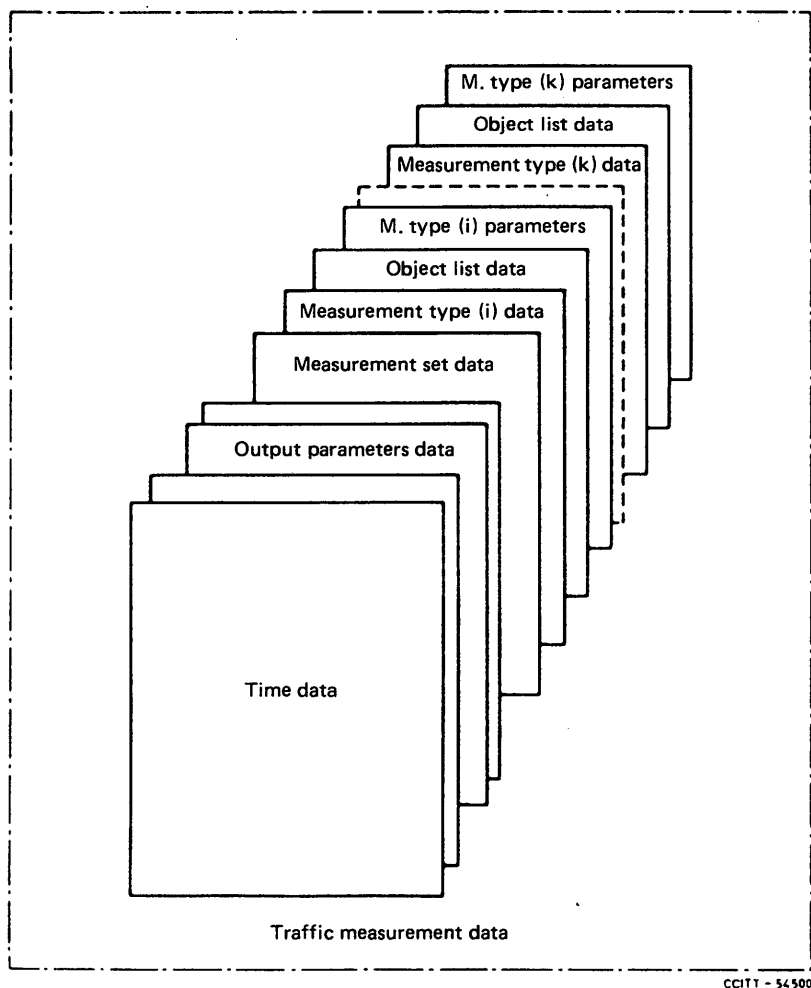 M. type (k) parameters
Object list data
Measurement type (k) data
M. type (i) parameters
Object list data
Measurement type (i) data
Measurement set data
Output parameters data
Time data
Traffic measurement data
CCITT - 54500